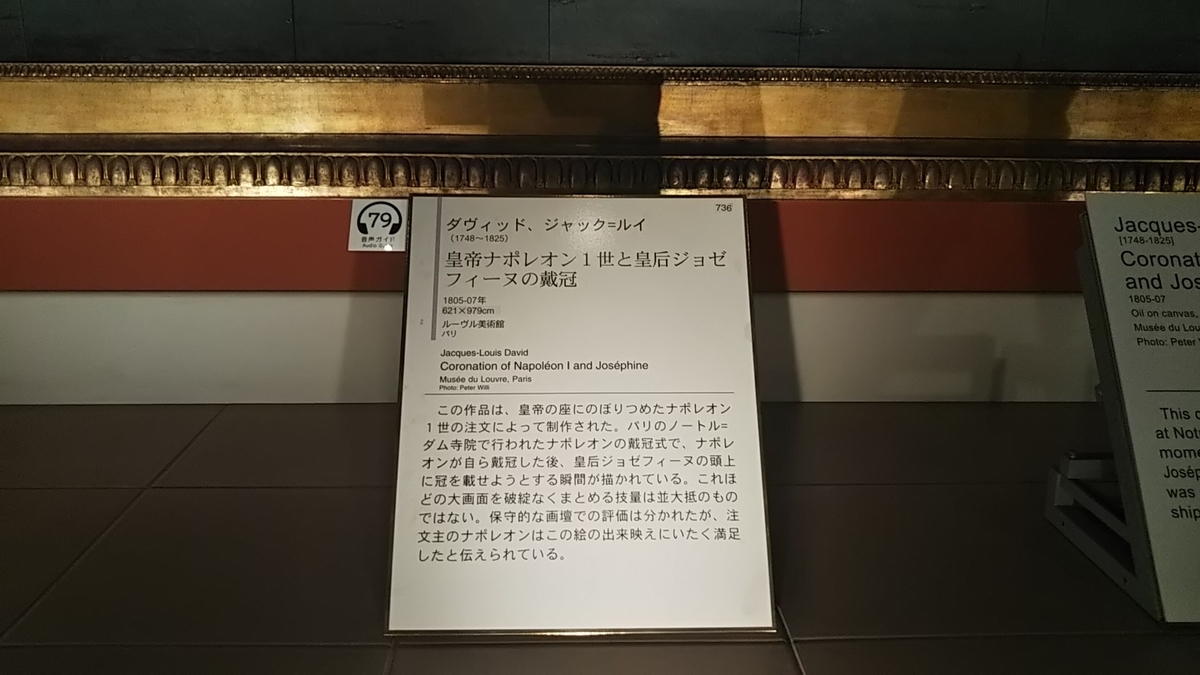 79
音声ガイド
Audio Guide
736
ダヴィッド、ジャック=ルイ
(1748~1825)
皇帝ナポレオン1世と皇后ジョゼ
フィーヌの戴冠
1805-07年
621×979cm
ルーヴル美術館
パリ
Jacques-Louis David
Coronation of Napoléon I and Joséphine
Musée du Louvre, Paris
Photo: Peter Willi
この作品は、皇帝の座にのぼりつめたナポレオン
1世の注文によって制作された。パリのノートル=
ダム寺院で行われたナポレオンの戴冠式で、ナポレ
オンが自ら戴冠した後、皇后ジョゼフィーヌの頭上
に冠を載せようとする瞬間が描かれている。これほ
どの大画面を破綻なくまとめる技量は並大抵のもの
ではない。保守的な画壇での評価は分かれたが、注
文主のナポレオンはこの絵の出来映えにいたく満足
したと伝えられている。
Jacques-
[1748-1825]
Coronat
and Jos
1805-07
Oil on canvas,
Musée du Lou
Photo: Peter
This
at Not
mome
Josép
was
ship